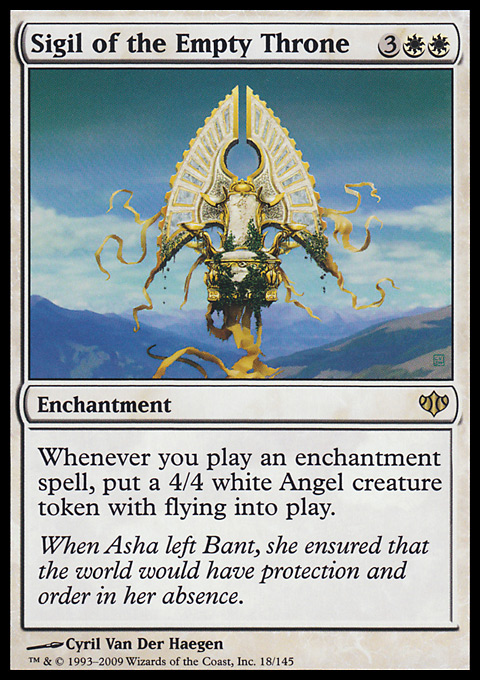 Sigil of the Empty Throne 3
Enchantment
Whenever you play an enchantment
spell, put a 4/4 white Angel creature
token with flying into play.
When Asha left Bant, she ensured that
the world would have protection and
order in her absence.
Cyril Van Der Haegen
™ & © 1993–2009 Wizards of the Coast, Inc. 18/145